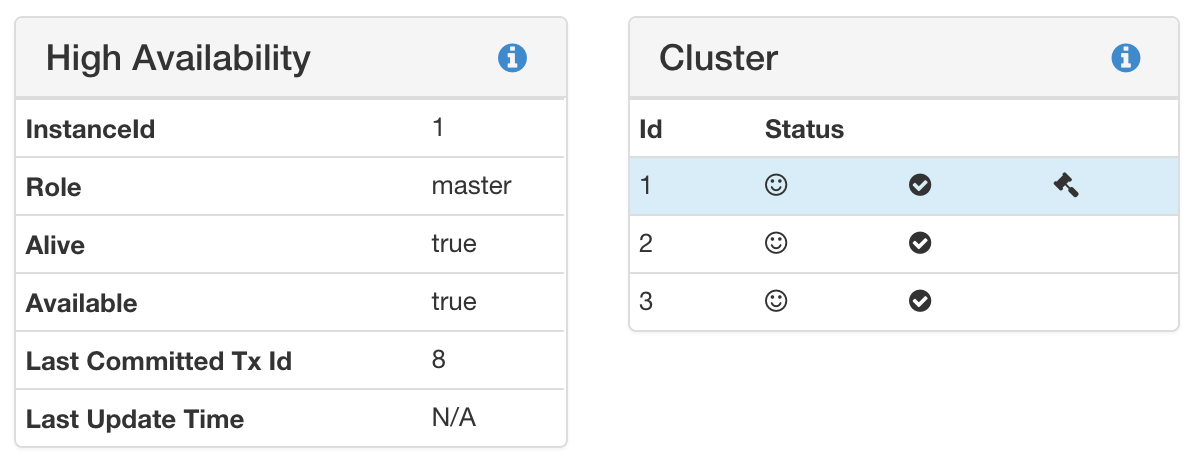 High Availability
InstanceId 1
Role master
Alive true
Available true
Last Committed Tx Id 8
Last Update Time N/A
Cluster
Id Status
1
2
3